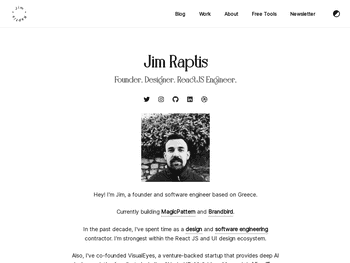 Blog Work About Free Tools Newsletter
Jim Raptis
Founder. Designer. ReactJS Engineer.
Hey! I'm Jim, a founder and software engineer based on Greece.
Currently building MagicPattern and Brandbird.
In the past decade, I've spent time as a design and software engineering
contractor. I'm strongest within the React JS and UI design ecosystem.
Also, I've co-founded VisualEyes, a venture-backed startup that provides deep AI